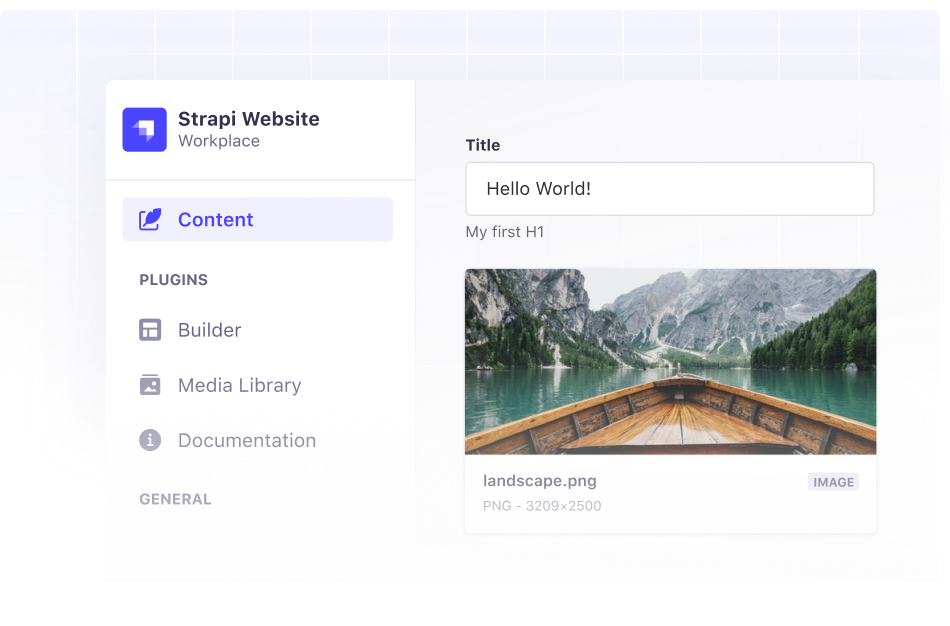 Strapi Website
Workplace
Content
PLUGINS
Builder
Media Library
Documentation
GENERAL
Title
Hello World!
My first H1
landscape.png
IMAGE
PNG - 3209×2500